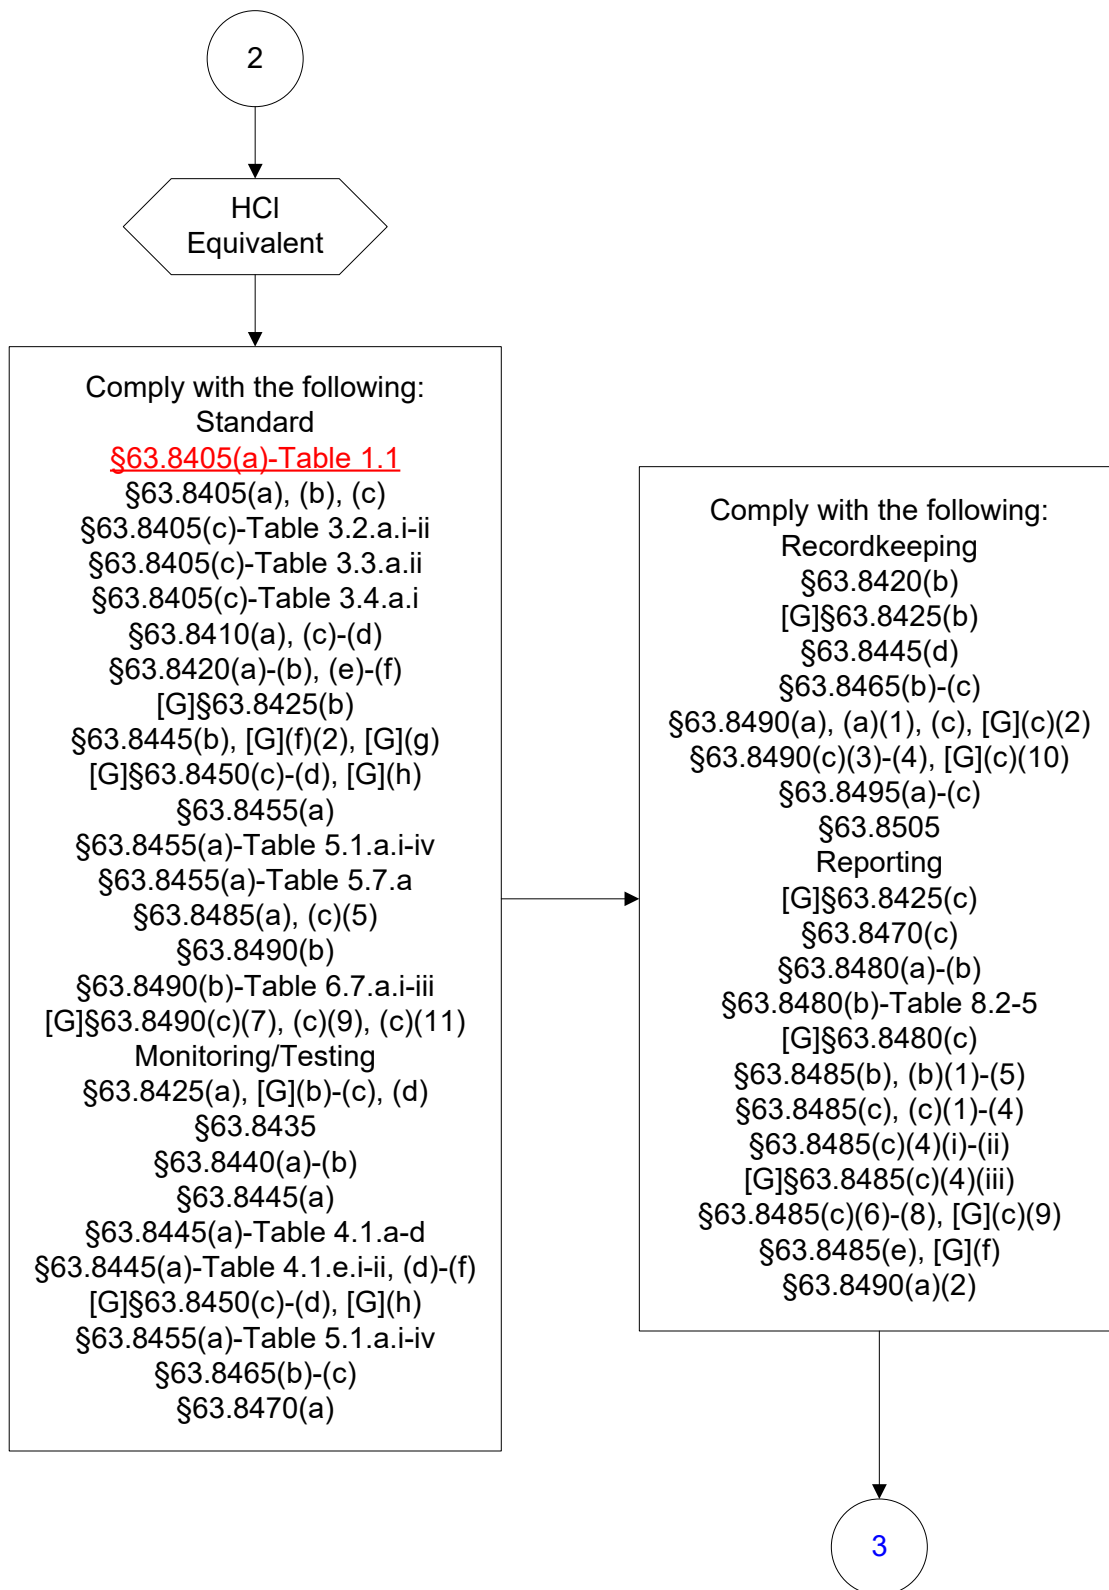 2
HCl
Equivalent
Comply with the following:
Standard
§63.8405(a)-Table 1.1
§63.8405(a), (b), (c)
§63.8405(c)-Table 3.2.a.i-ii
§63.8405(c)-Table 3.3.a.ii
§63.8405(c)-Table 3.4.a.i
§63.8410(a), (c)-(d)
§63.8420(a)-(b), (e)-(f)
[G]§63.8425(b)
§63.8445(b), [G](f)(2), [G](g)
[G]§63.8450(c)-(d), [G](h)
§63.8455(a)
§63.8455(a)-Table 5.1.a.i-iv
§63.8455(a)-Table 5.7.a
§63.8485(a), (c)(5)
§63.8490(b)
§63.8490(b)-Table 6.7.a.i-iii
[G]§63.8490(c)(7), (c)(9), (c)(11)
Monitoring/Testing
§63.8425(a), [G](b)-(c), (d)
§63.8435
§63.8440(a)-(b)
§63.8445(a)
§63.8445(a)-Table 4.1.a-d
§63.8445(a)-Table 4.1.e.i-ii, (d)-(f)
[G]§63.8450(c)-(d), [G](h)
§63.8455(a)-Table 5.1.a.i-iv
§63.8465(b)-(c)
§63.8470(a)
Comply with the following:
Recordkeeping
§63.8420(b)
[G]§63.8425(b)
§63.8445(d)
§63.8465(b)-(c)
§63.8490(a), (a)(1), (c), [G](c)(2)
§63.8490(c)(3)-(4), [G](c)(10)
§63.8495(a)-(c)
§63.8505
Reporting
[G]§63.8425(c)
§63.8470(c)
§63.8480(a)-(b)
§63.8480(b)-Table 8.2-5
[G]§63.8480(c)
§63.8485(b), (b)(1)-(5)
§63.8485(c), (c)(1)-(4)
§63.8485(c)(4)(i)-(ii)
[G]§63.8485(c)(4)(iii)
§63.8485(c)(6)-(8), [G](c)(9)
§63.8485(e), [G](f)
§63.8490(a)(2)
3